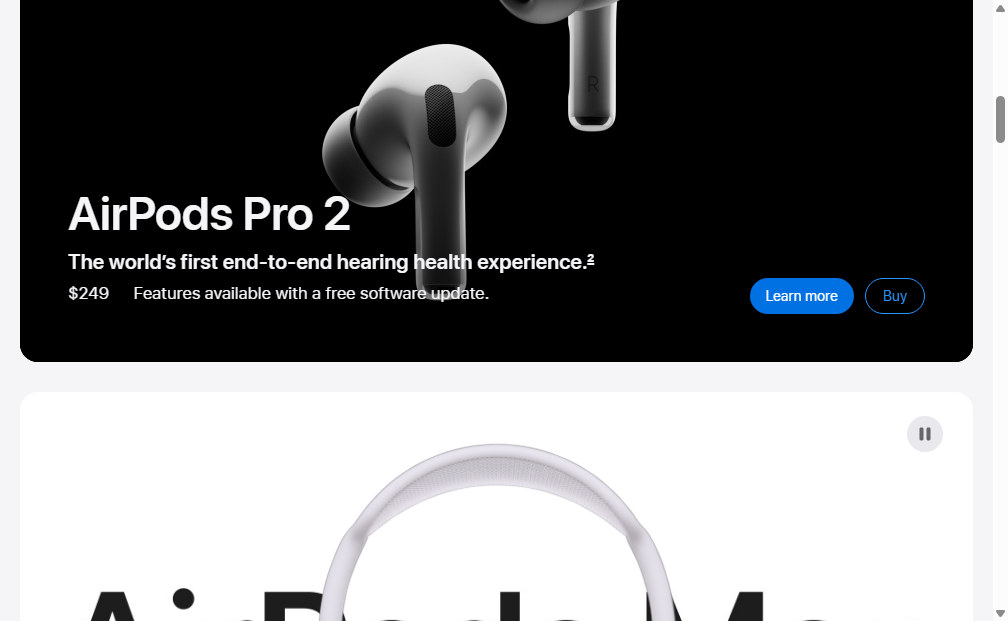 R
AirPods Pro 2
The world's first end-to-end hearing health experience.²
$249 Features available with a free software update.
Learn more
Buy